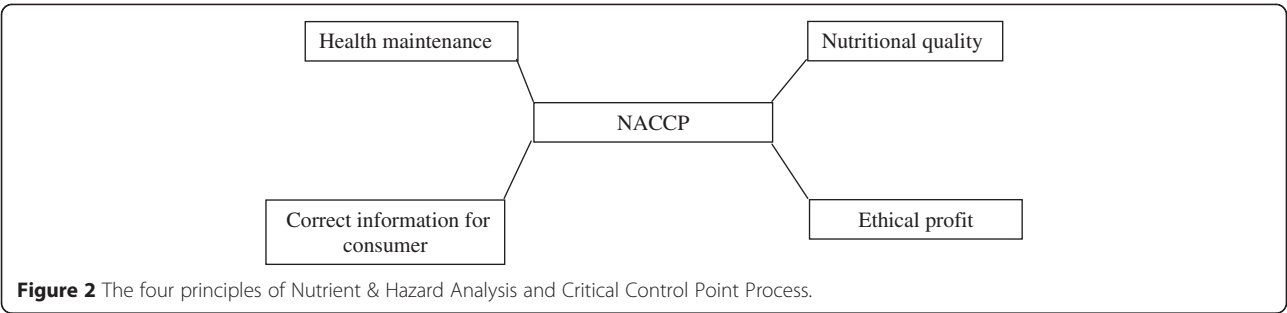 Health maintenance
Nutritional quality
NACCP
Correct information for
consumer
Ethical profit
Figure 2 The four principles of Nutrient & Hazard Analysis and Critical Control Point Process.